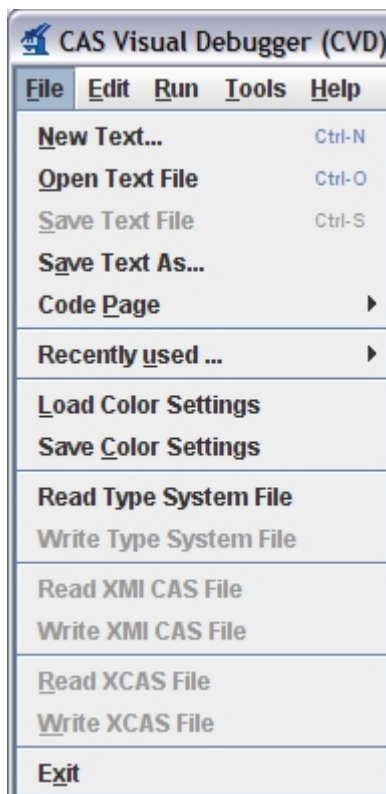 CAS Visual Debugger (CVD)
File Edit Run Tools Help
New Text... Ctrl-N
Open Text File Ctrl-O
Save Text File Ctrl-S
Save Text As...
Code Page
Recently used ...
Load Color Settings
Save Color Settings
Read Type System File
Write Type System File
Read XMI CAS File
Write XMI CAS File
Read XCAS File
Write XCAS File
Exit